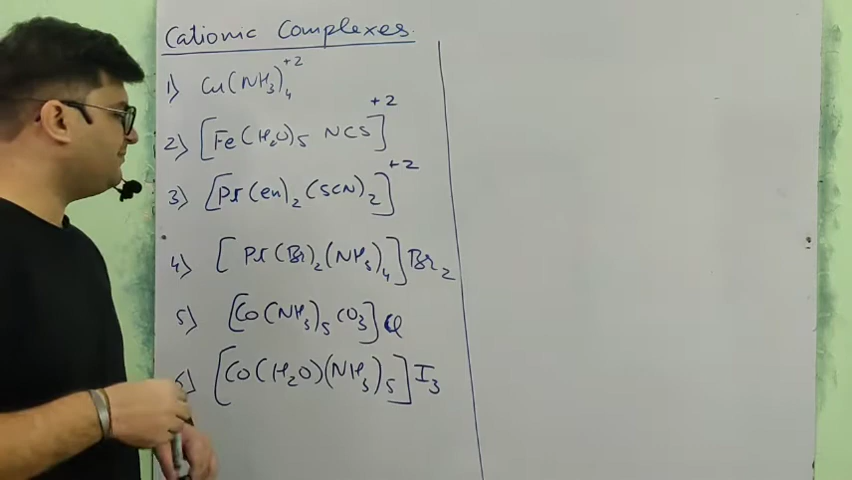 Cationic Complexes.
1) Cu(NH3)4 +2
2) [Fe(H2O)5 NCS] +2
3) [Pt(en)2(SCN)2] +2
4) [Pt(Br)2(NH3)4]Br2
5) [Co(NH3)5 CO3]Cl
6) [Co(H2O)(NH3)5]I3